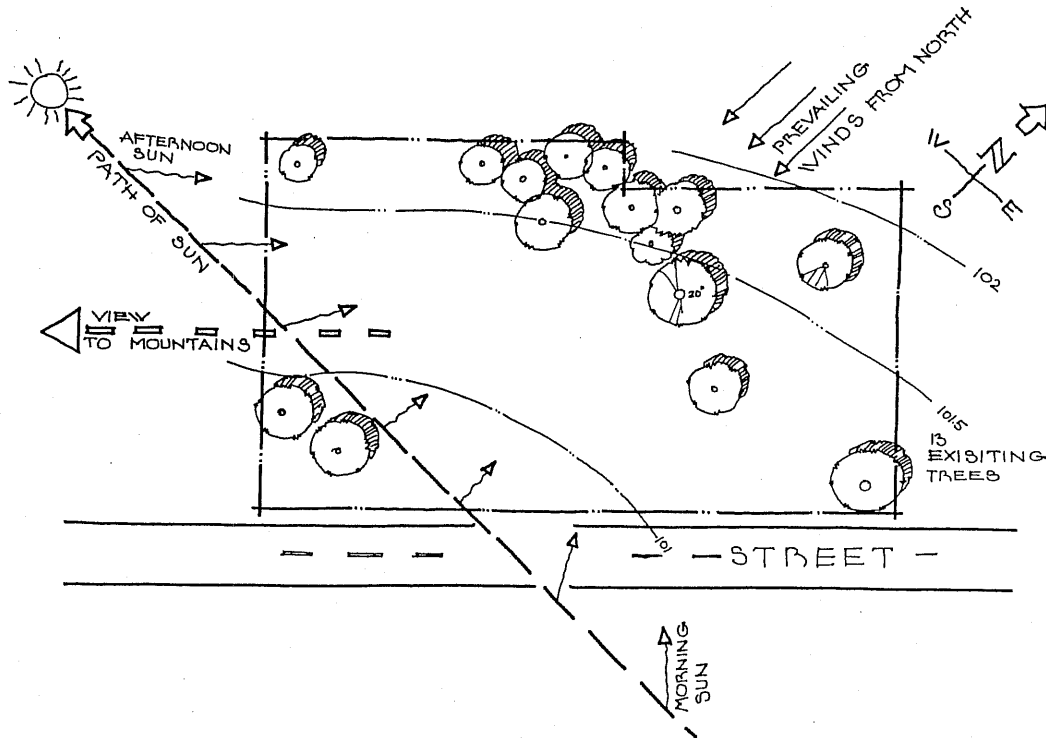 AFTERNOON
SUN
PATH OF SUN
PREVAILING
WINDS FROM NORTH
W
N
S
E
102
20"
VIEW
TO MOUNTAINS
101.5
13
EXISITING
TREES
101
STREET
MORNING
SUN